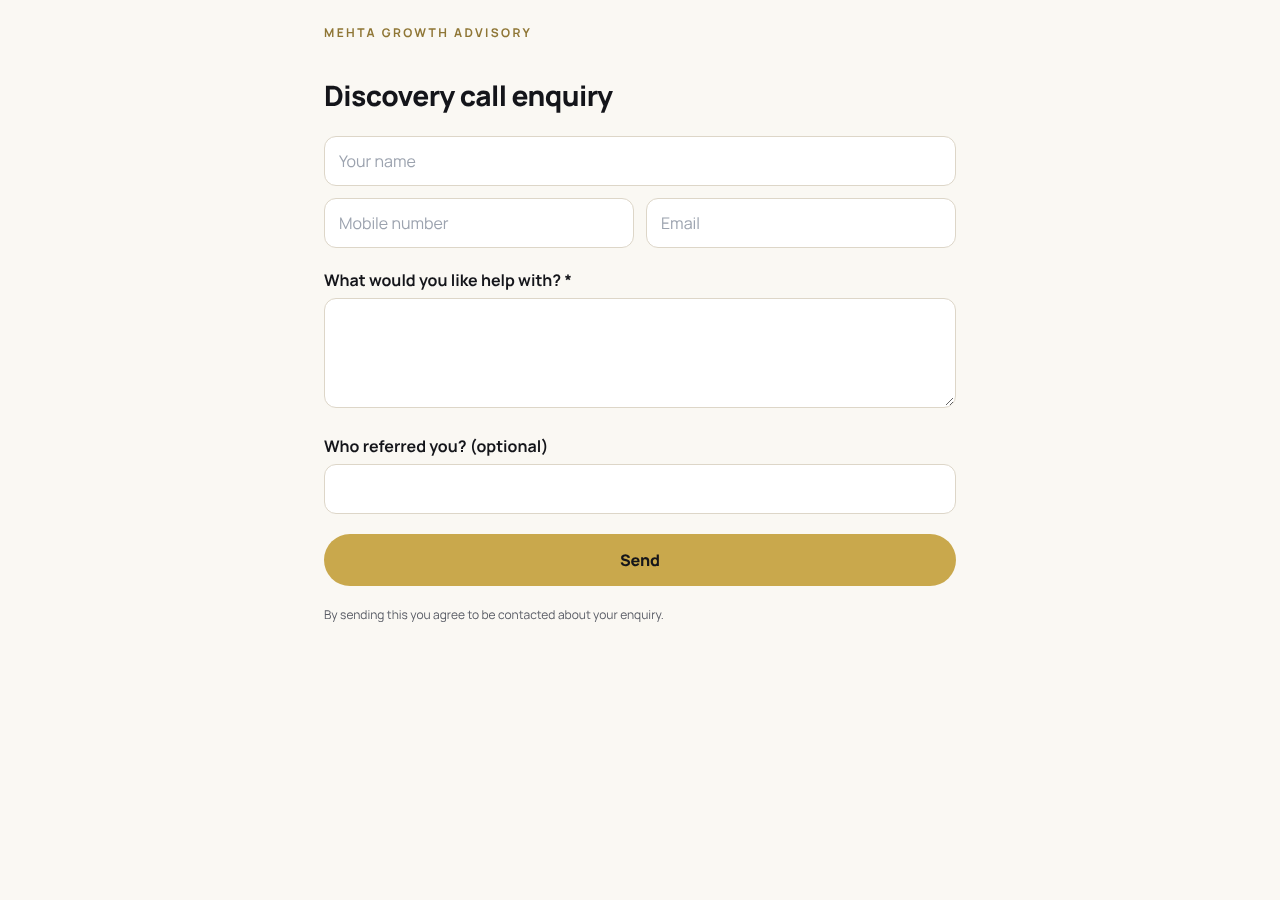 MEHTA GROWTH ADVISORY
Discovery call enquiry
Your name
Mobile number
Email
What would you like help with? *
Who referred you? (optional)
Send
By sending this you agree to be contacted about your enquiry.